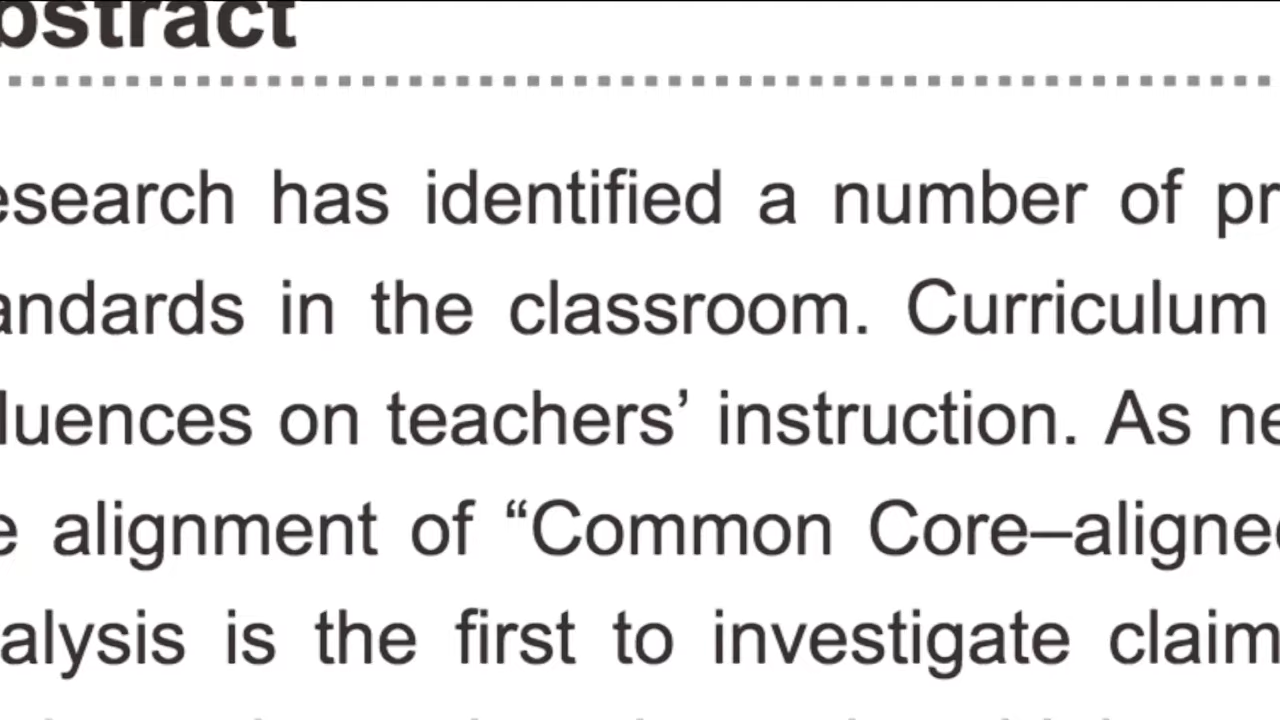 bstract
esearch has identified a number of pr
andards in the classroom. Curriculum
luences on teachers’ instruction. As ne
e alignment of “Common Core–aligned
alysis is the first to investigate claim